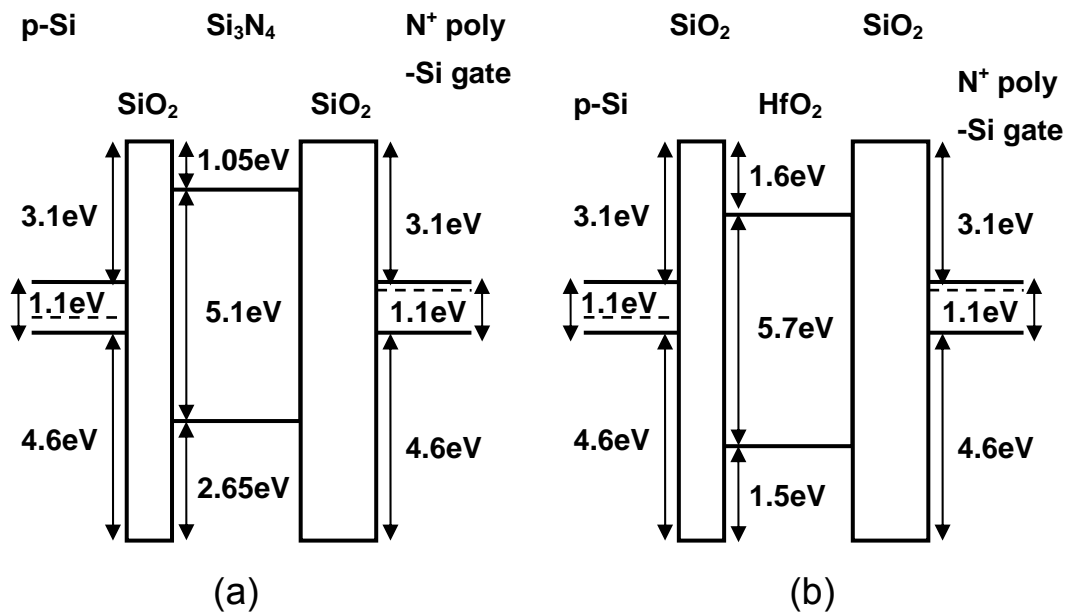 (a)
p-Si
Si₃N₄
N⁺ poly
-Si gate
SiO₂
SiO₂
1.05eV
3.1eV
3.1eV
1.1eV
5.1eV
1.1eV
4.6eV
4.6eV
2.65eV
(a)
(b)
SiO₂
SiO₂
N⁺ poly
-Si gate
p-Si
HfO₂
1.6eV
3.1eV
3.1eV
1.1eV
5.7eV
1.1eV
4.6eV
4.6eV
1.5eV
(b)